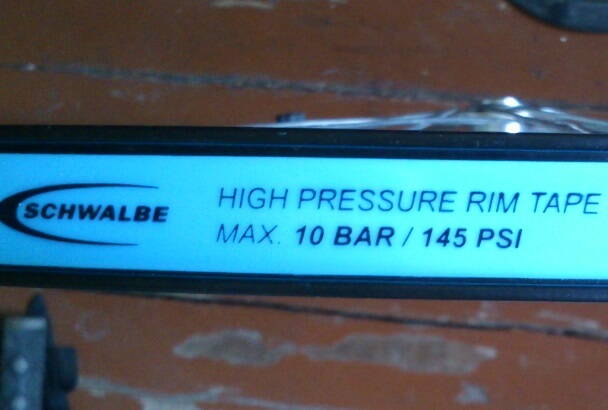 SCHWALBE
HIGH PRESSURE RIM TAPE
MAX. 10 BAR / 145 PSI